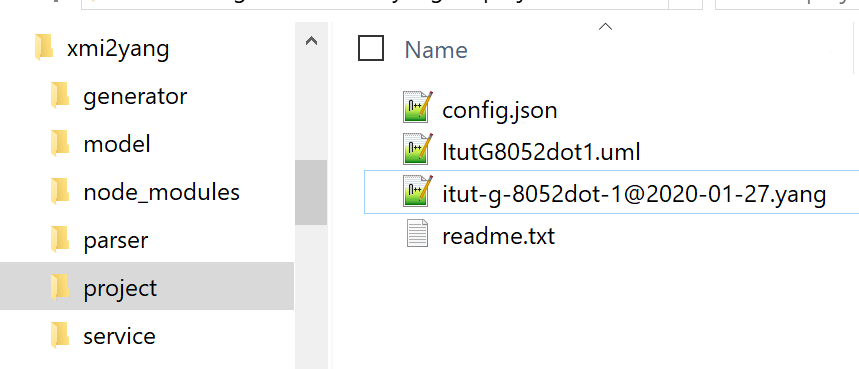 xmi2yang
generator
model
node_modules
parser
project
service
Name
config.json
ItutG8052dot1.uml
itut-g-8052dot-1@2020-01-27.yang
readme.txt